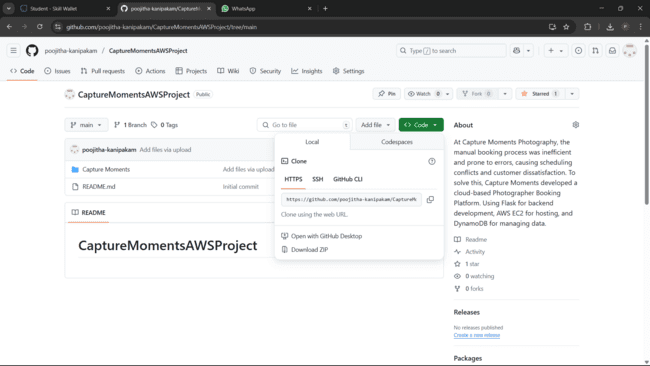 Student - Skill Wallet
poojitha-kanipakam/CaptureM
WhatsApp
github.com/poojitha-kanipakam/CaptureMomentsAWSProject/tree/main
poojitha-kanipakam / CaptureMomentsAWSProject
Type / to search
Code
Issues
Pull requests
Actions
Projects
Wiki
Security
Insights
Settings
CaptureMomentsAWSProject Public
Pin
Watch 0
Fork 0
Starred 1
main
1 Branch
0 Tags
Go to file t
Add file
Code
poojitha-kanipakam Add files via upload
Capture Moments Add files via upload
README.md Initial commit
README
CaptureMomentsAWSProject
Local
Codespaces
Clone
HTTPS SSH GitHub CLI
https://github.com/poojitha-kanipakam/Capture
Clone using the web URL.
Open with GitHub Desktop
Download ZIP
About
At Capture Moments Photography, the
manual booking process was inefficient
and prone to errors, causing scheduling
conflicts and customer dissatisfaction. To
solve this, Capture Moments developed a
cloud-based Photographer Booking
Platform. Using Flask for backend
development, AWS EC2 for hosting, and
DynamoDB for managing data.
Readme
Activity
1 star
0 watching
0 forks
Releases
No releases published
Create a new release
Packages